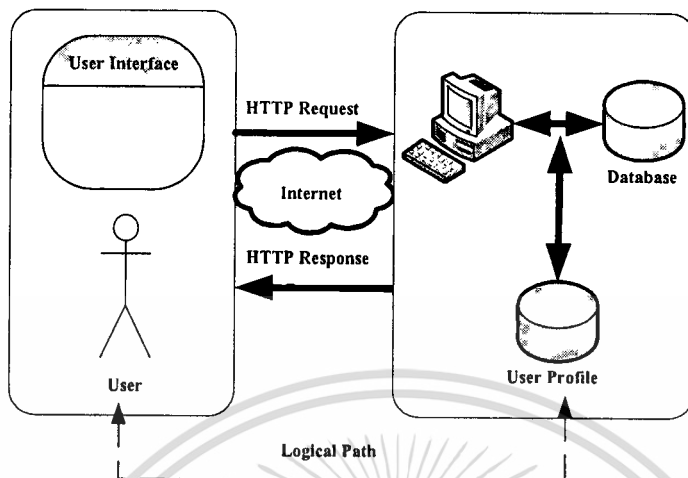 User Interface
HTTP Request
Internet
HTTP Response
User
Database
User Profile
Logical Path